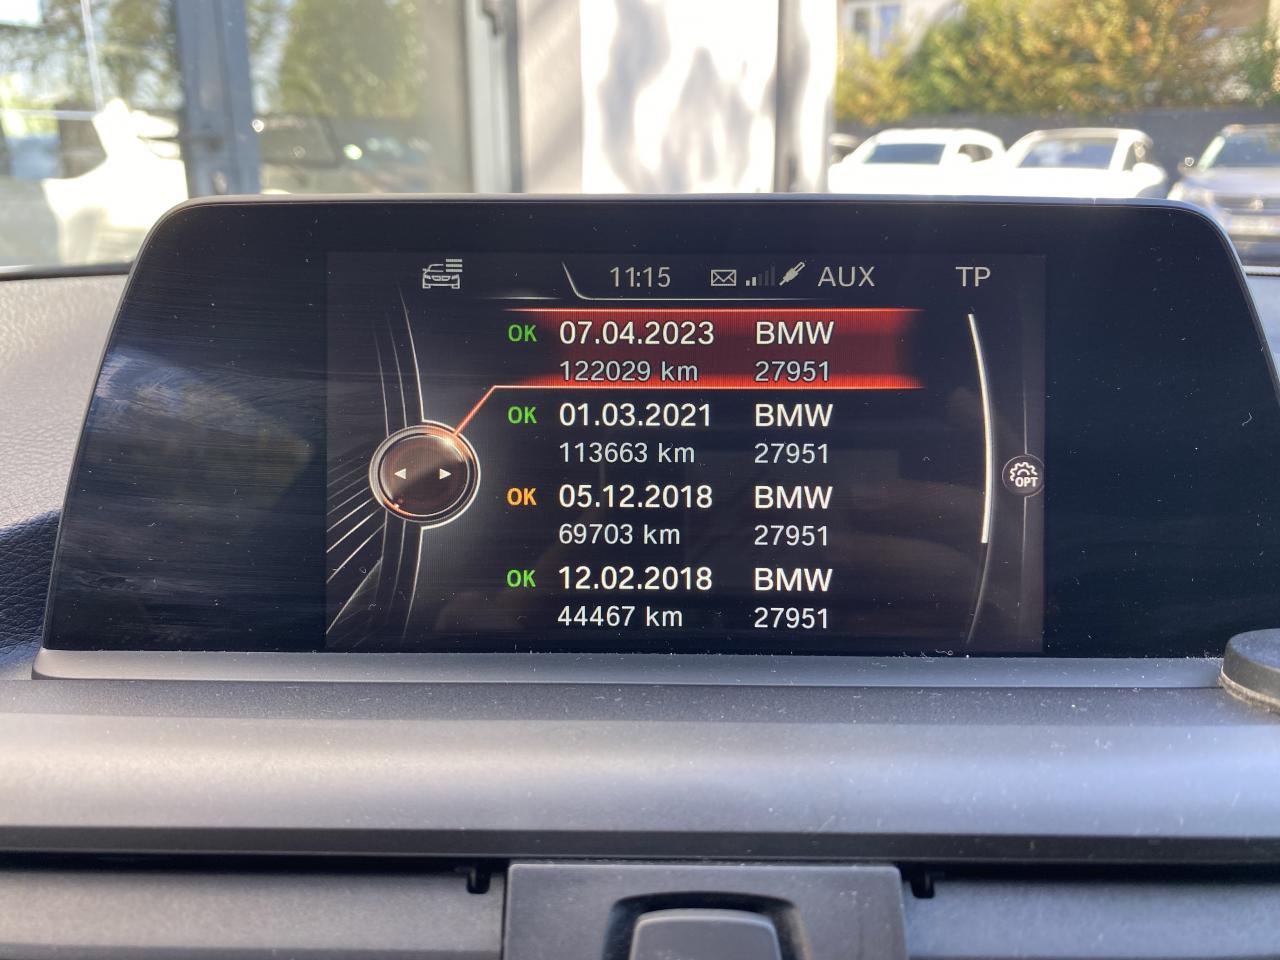 11:15 AUX TP
OK 07.04.2023 BMW
122029 km 27951
OK 01.03.2021 BMW
113663 km 27951
OPT
OK 05.12.2018 BMW
69703 km 27951
OK 12.02.2018 BMW
44467 km 27951